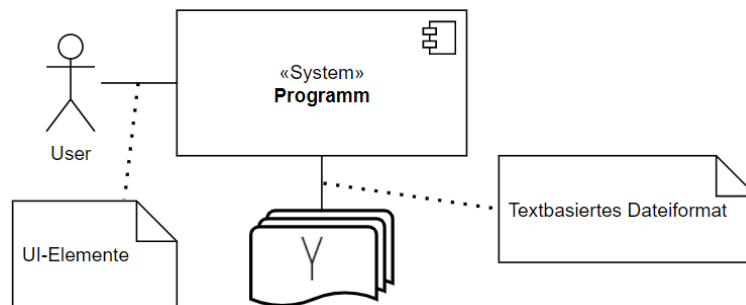 «System»
Programm
User
UI-Elemente
Textbasiertes Dateiformat
Y